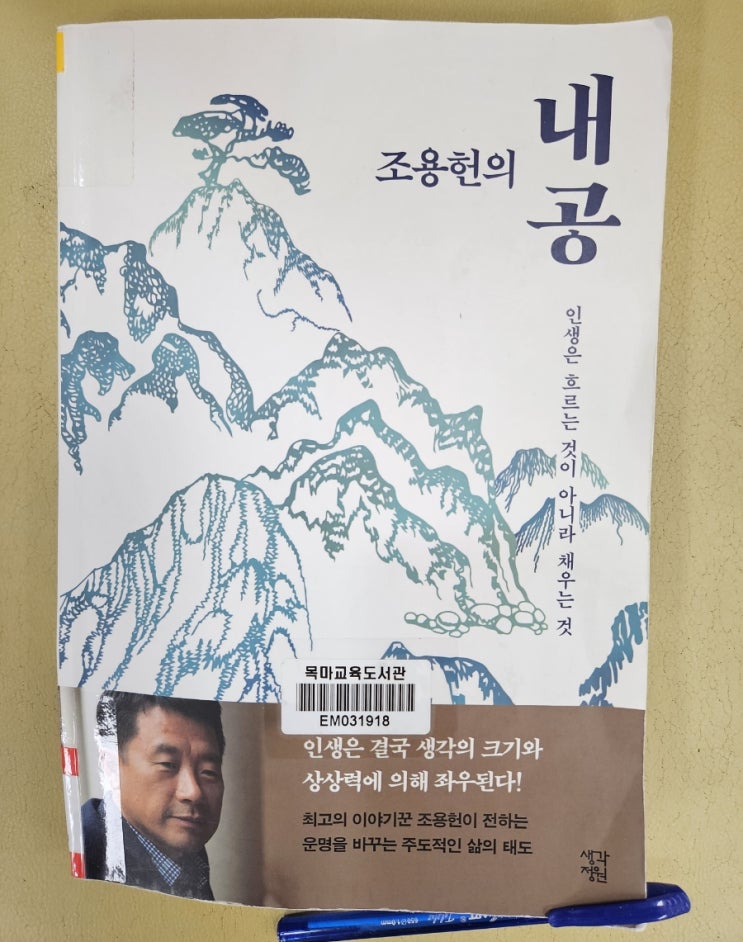 조용헌의
내공
인생은 흐르는 것이 아니라 채우는 것
목마교육도서관
EM031918
인생은 결국 생각의 크기와
상상력에 의해 좌우된다!
최고의 이야기꾼 조용헌이 전하는
운명을 바꾸는 주도적인 삶의 태도
생각
정원